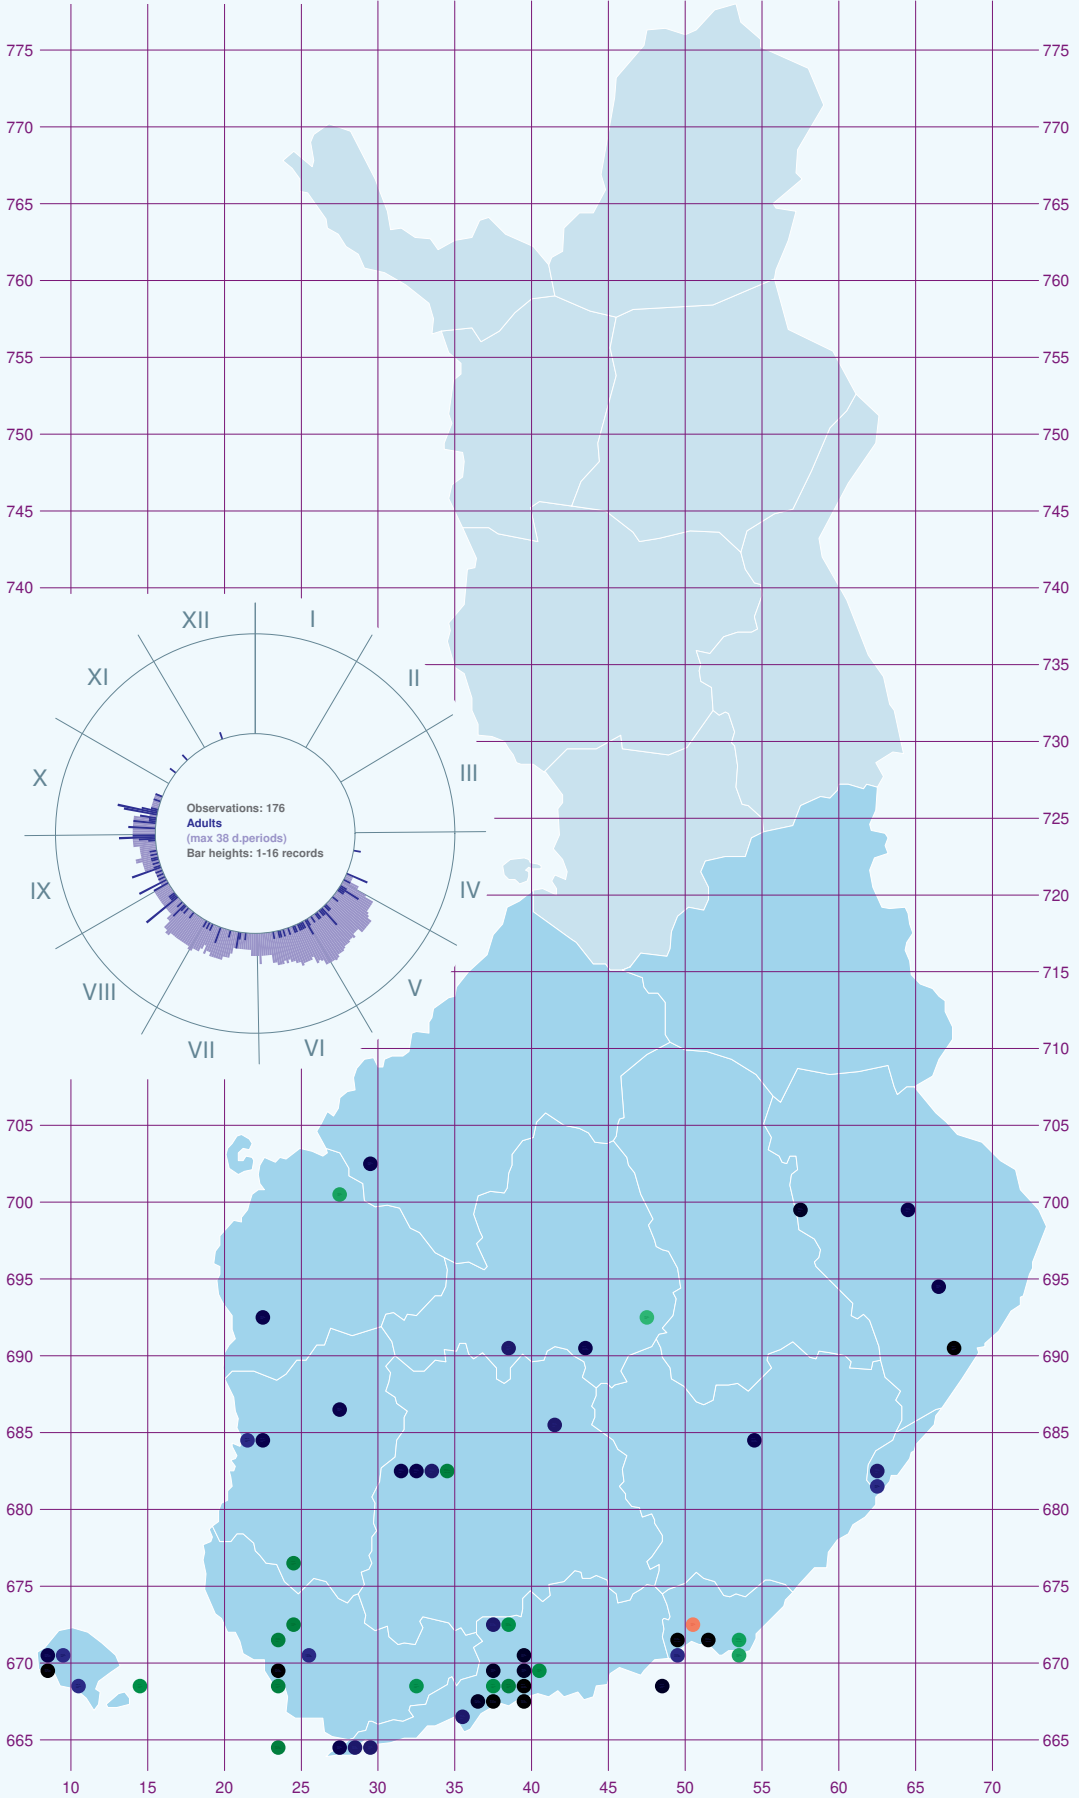 775 775
770 770
765 765
760 760
755 755
750 750
745 745
740 740
XII I
XI II
735 735
730 730
X III
Observations: 176
Adults
(max 38 d.periods)
Bar heights: 1-16 records
725 725
IX IV
720 720
VIII V
715 715
VII VI
710 710
705 705
700 700
695 695
690 690
685 685
680 680
675 675
670 670
665 665
10 15 20 25 30 35 40 45 50 55 60 65 70